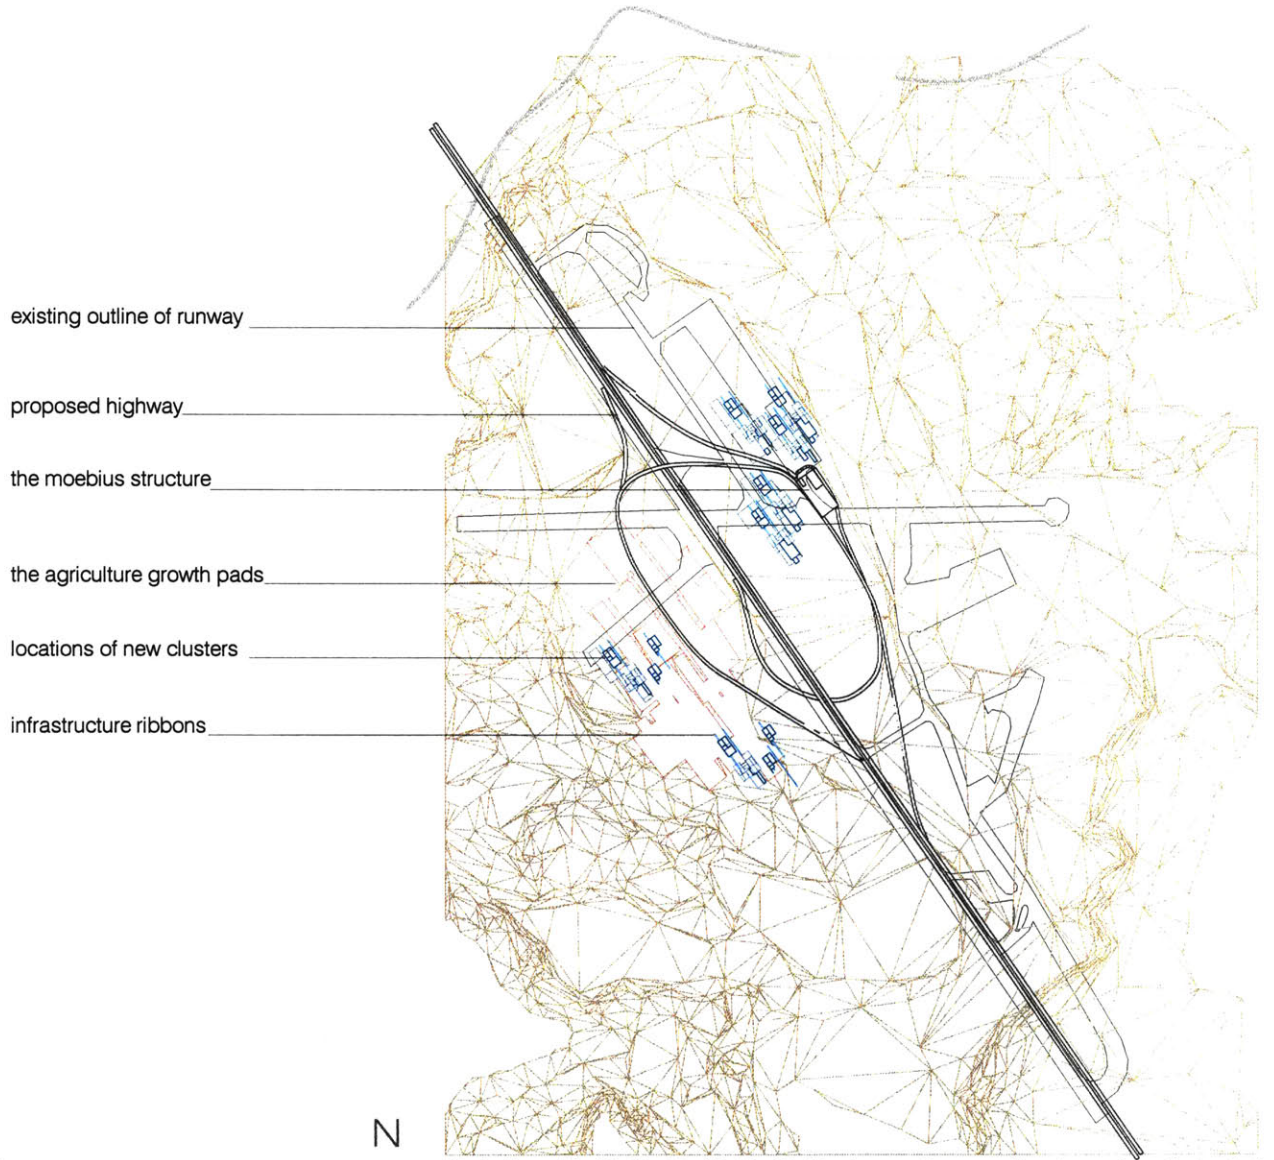 existing outline of runway
proposed highway
the moebius structure
the agriculture growth pads
locations of new clusters
infrastructure ribbons
N